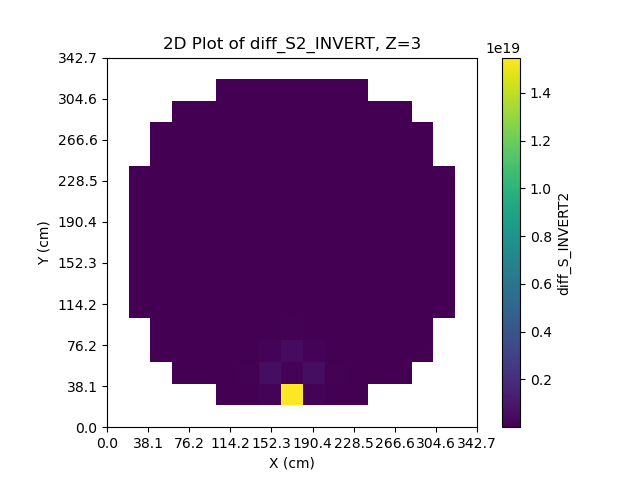 2D Plot of diff_S2_INVERT, Z=3
1e19
342.7
304.6
266.6
228.5
190.4
152.3
114.2
76.2
38.1
0.0
Y (cm)
0.0 38.1 76.2 114.2 152.3 190.4 228.5 266.6 304.6 342.7
X (cm)
1.4
1.2
1.0
0.8
0.6
0.4
0.2
diff_S_INVERT2